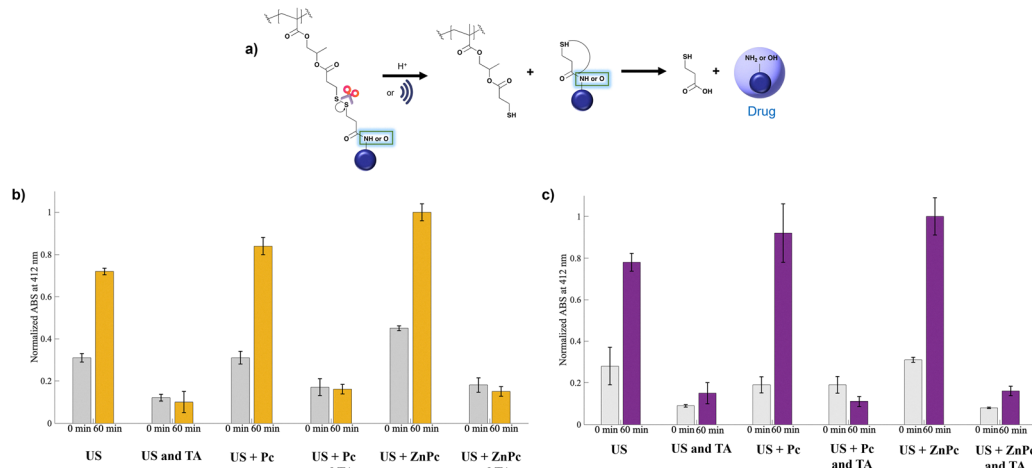 a)
H⁺
or
O
O
O
O
S
S
O
NH or O
+
O
O
O
O
SH
SH
O
NH or O
SH
O
OH
+
NH₂ or OH
Drug
b)
Normalized ABS at 412 nm
1
0.8
0.6
0.4
0.2
0
0 min 60 min
0 min 60 min
0 min 60 min
0 min 60 min
0 min 60 min
0 min 60 min
US
US and TA
US + Pc
US + Pc
US + ZnPc
US + ZnPc
c)
Normalized ABS at 412 nm
1
0.8
0.6
0.4
0.2
0
0 min 60 min
0 min 60 min
0 min 60 min
0 min 60 min
0 min 60 min
0 min 60 min
US
US and TA
US + Pc
US + Pc
and TA
US + ZnPc
US + ZnPc
and TA